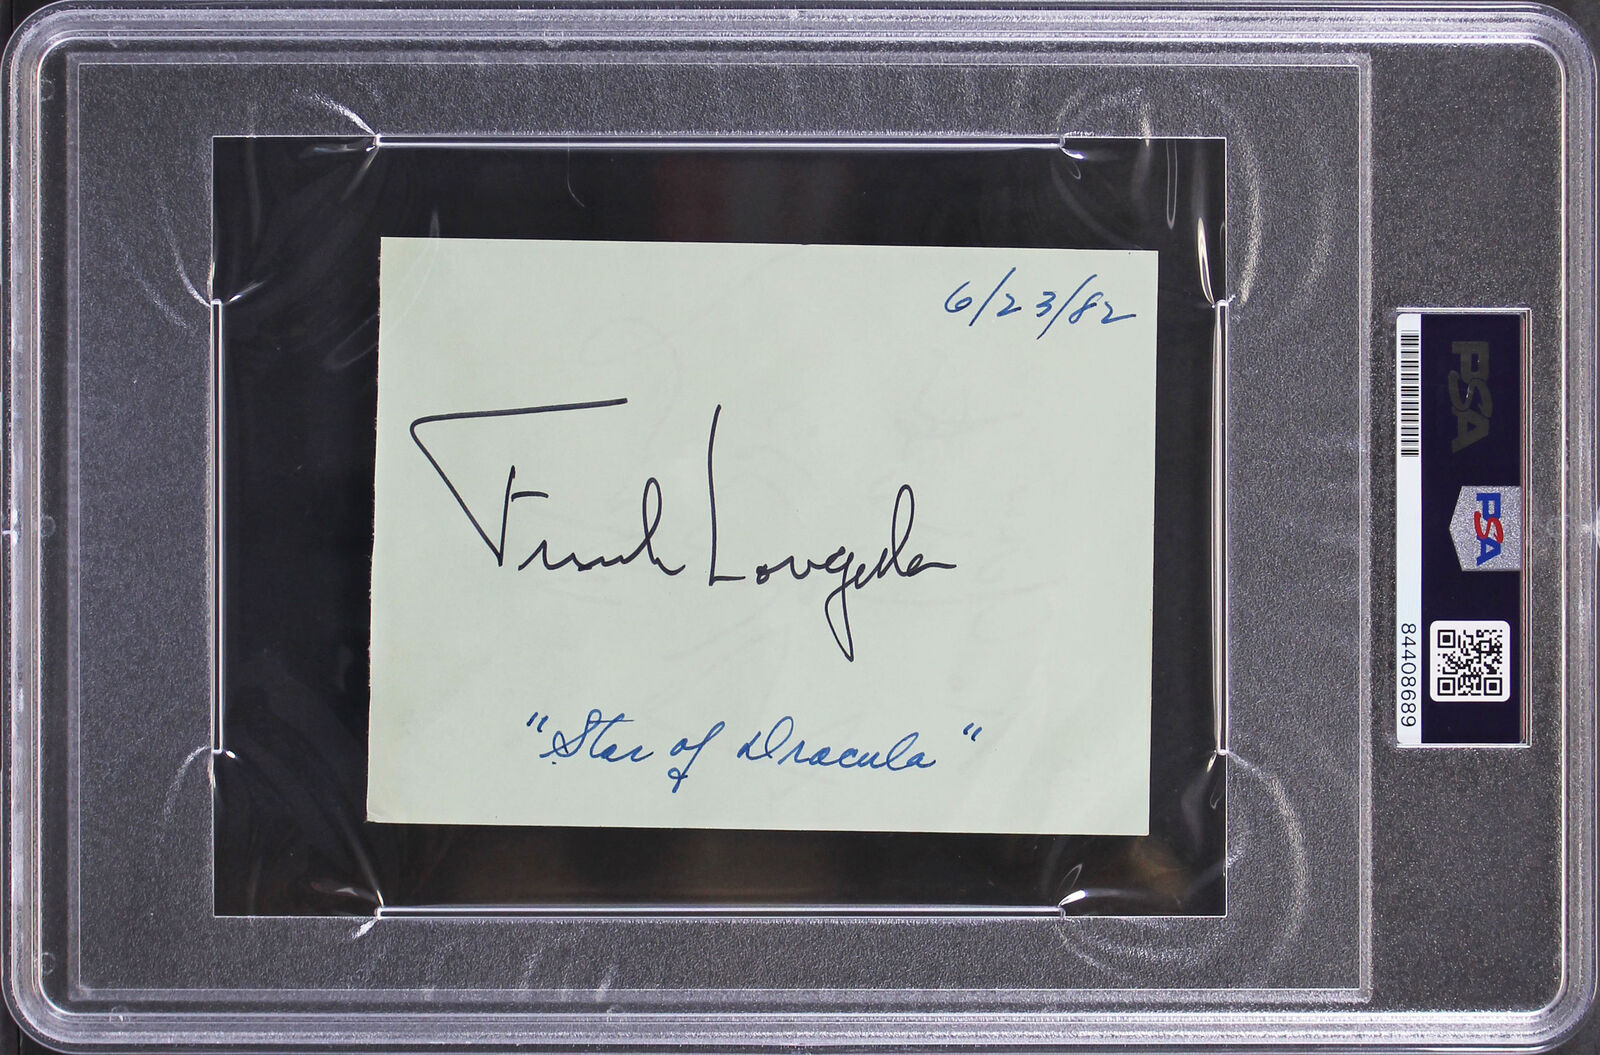 6/23/82
Frank Langella
"Star of Dracula"
PSA
PSA
84408689